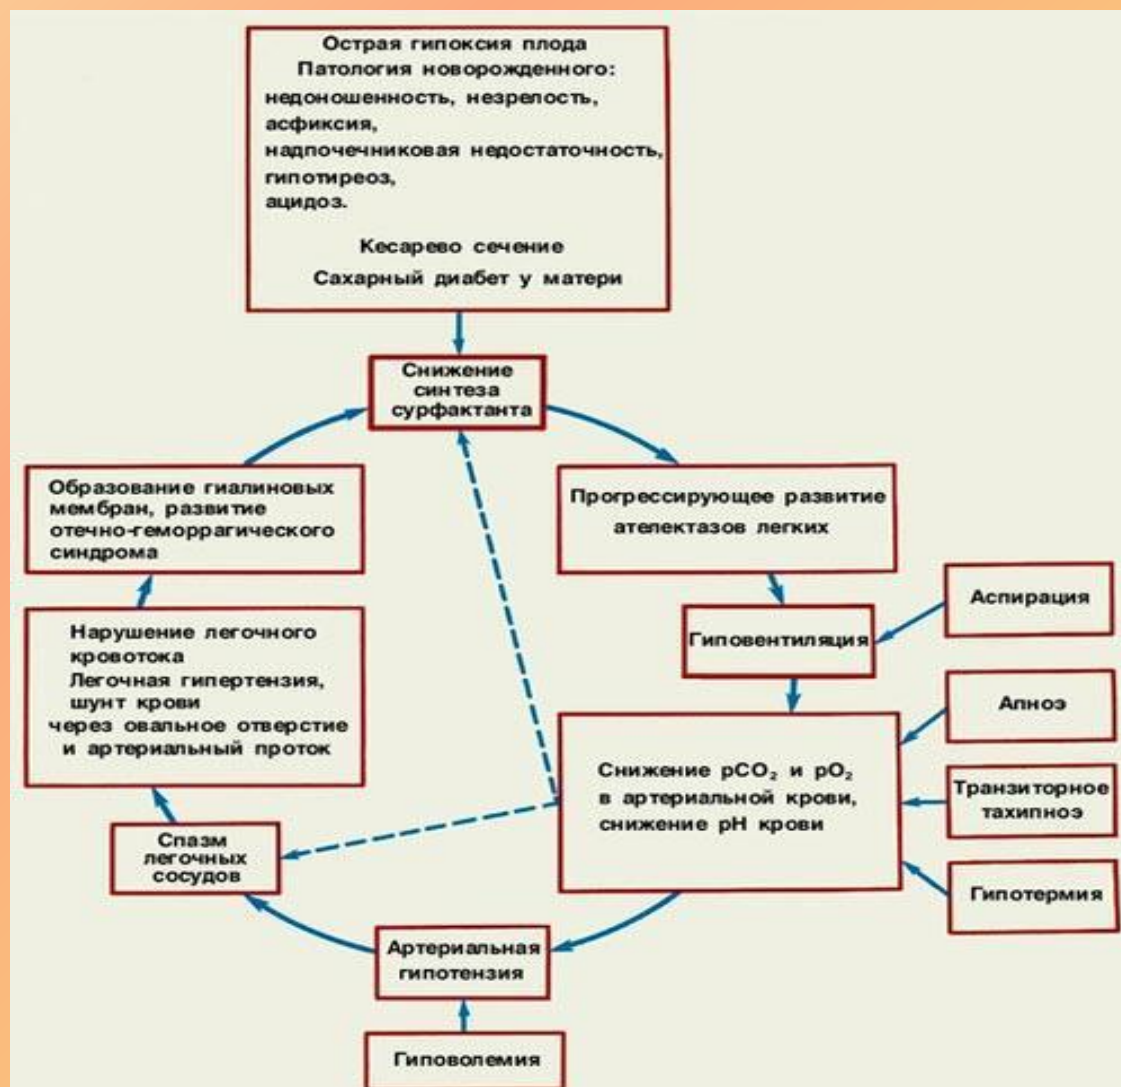 Острая гипоксия плода
Патология новорожденного:
недоношенность, незрелость,
асфиксия,
надпочечниковая недостаточность,
гипотиреоз,
ацидоз.
Кесарево сечение
Сахарный диабет у матери
Снижение
синтеза
сурфактанта
Образование гиалиновых
мембран, развитие
отечно-геморрагического
синдрома
Прогрессирующее развитие
ателектазов легких
Аспирация
Гиповентиляция
Нарушение легочного
кровотока
Легочная гипертензия,
шунт крови
через овальное отверстие
и артериальный проток
Апноэ
Снижение pCO₂ и pO₂
в артериальной крови,
снижение pH крови
Транзиторное
тахипноэ
Спазм
легочных
сосудов
Гипотермия
Артериальная
гипотензия
Гиповолемия